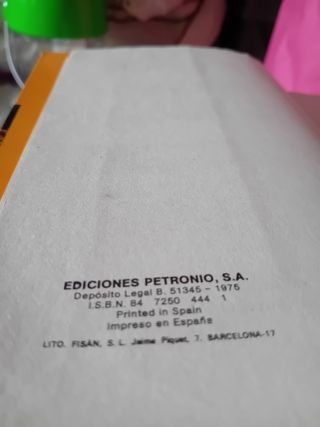 EDICIONES PETRONIO, S.A.
Depósito Legal B. 51345 - 1975
I.S.B.N. 84 7250 444 1
Printed in Spain
Impreso en España
LITO. FISÁN, S. L. Jaime Piquet, 7. BARCELONA-17